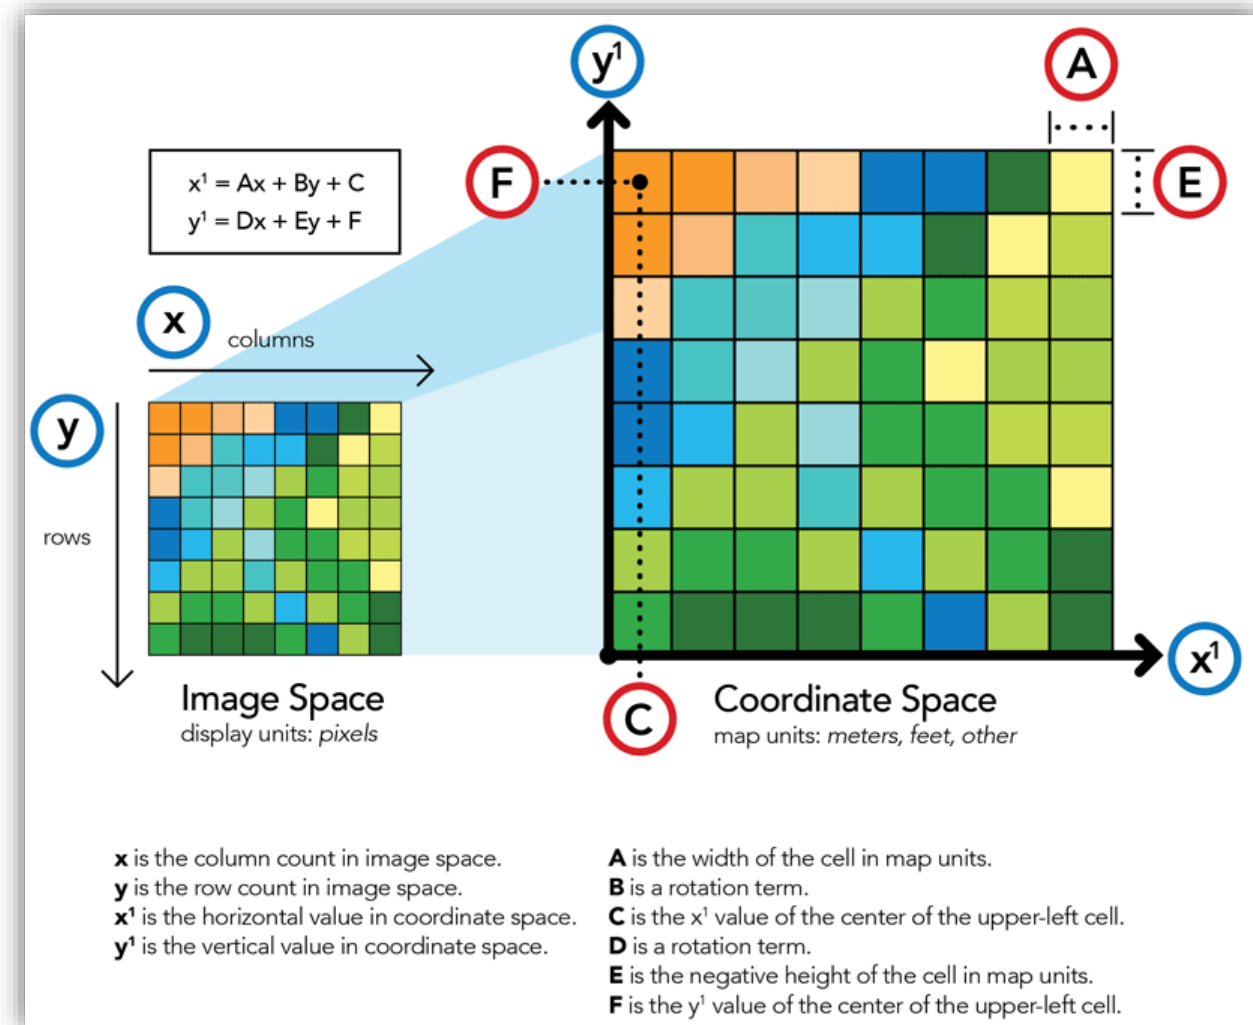 y¹
A
x¹ = Ax + By + C
y¹ = Dx + Ey + F
F
E
x
columns
y
rows
Image Space
display units: pixels
C
Coordinate Space
map units: meters, feet, other
x¹
x is the column count in image space.
y is the row count in image space.
x¹ is the horizontal value in coordinate space.
y¹ is the vertical value in coordinate space.
A is the width of the cell in map units.
B is a rotation term.
C is the x¹ value of the center of the upper-left cell.
D is a rotation term.
E is the negative height of the cell in map units.
F is the y¹ value of the center of the upper-left cell.